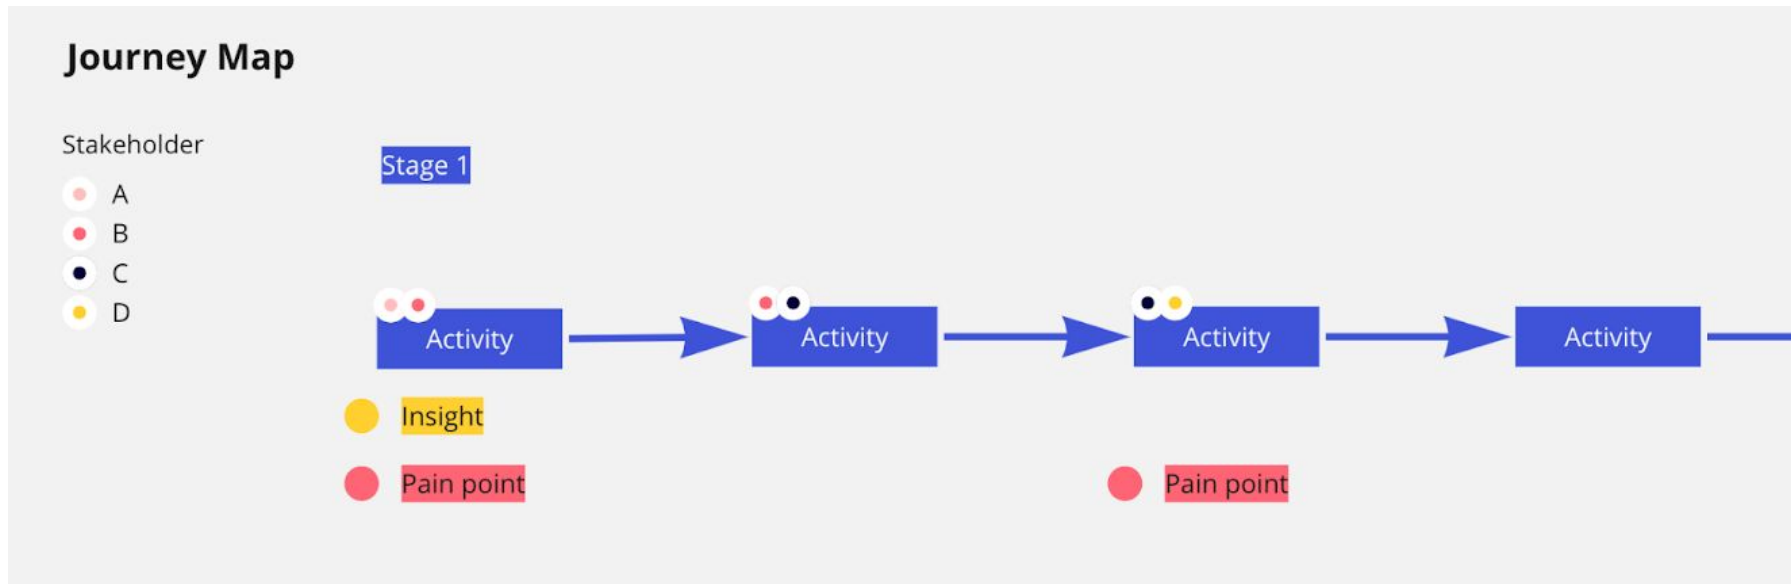 Journey Map
Stakeholder
A
B
C
D
Stage 1
Activity
Activity
Activity
Activity
Insight
Pain point
Pain point